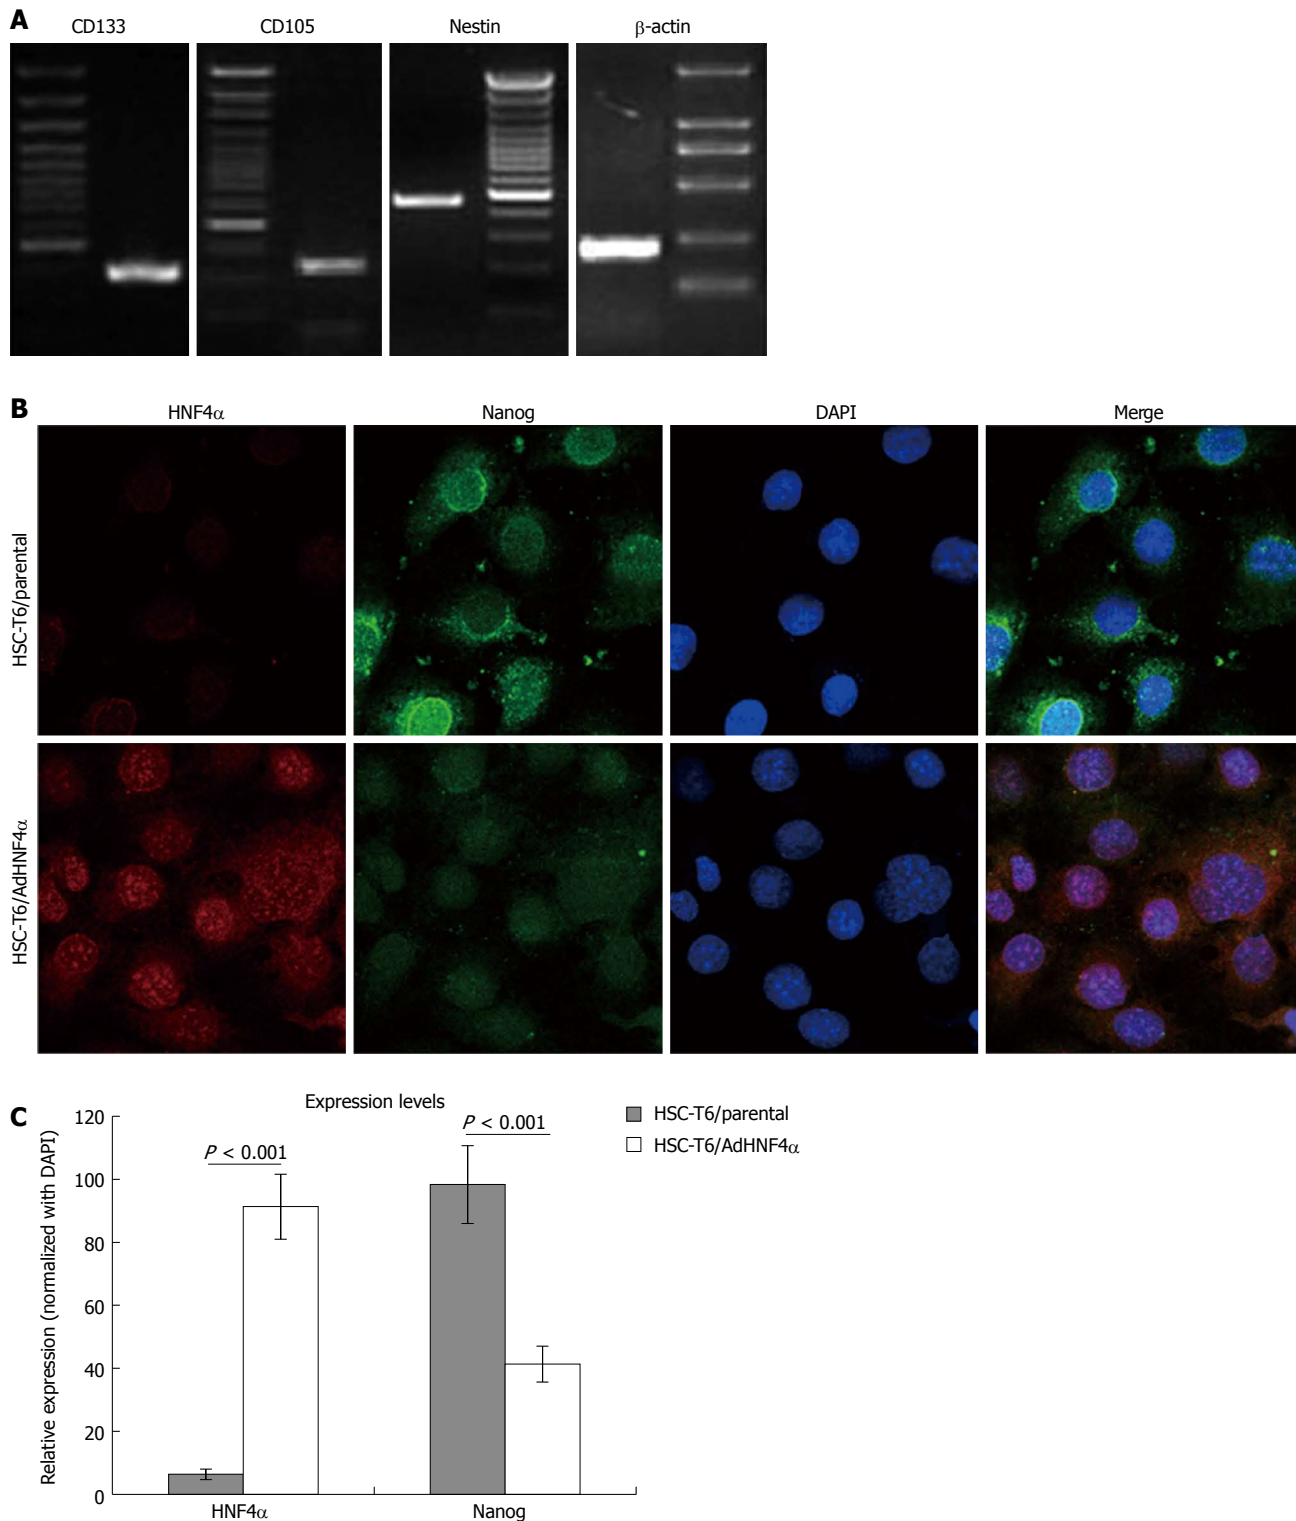 A
CD133
CD105
Nestin
β-actin
B
HNF4α
Nanog
DAPI
Merge
HSC-T6/parental
HSC-T6/AdHNF4α
C
Expression levels
Relative expression (normalized with DAPI)
120
100
80
60
40
20
0
P < 0.001
P < 0.001
HNF4α
Nanog
HSC-T6/parental
HSC-T6/AdHNF4α